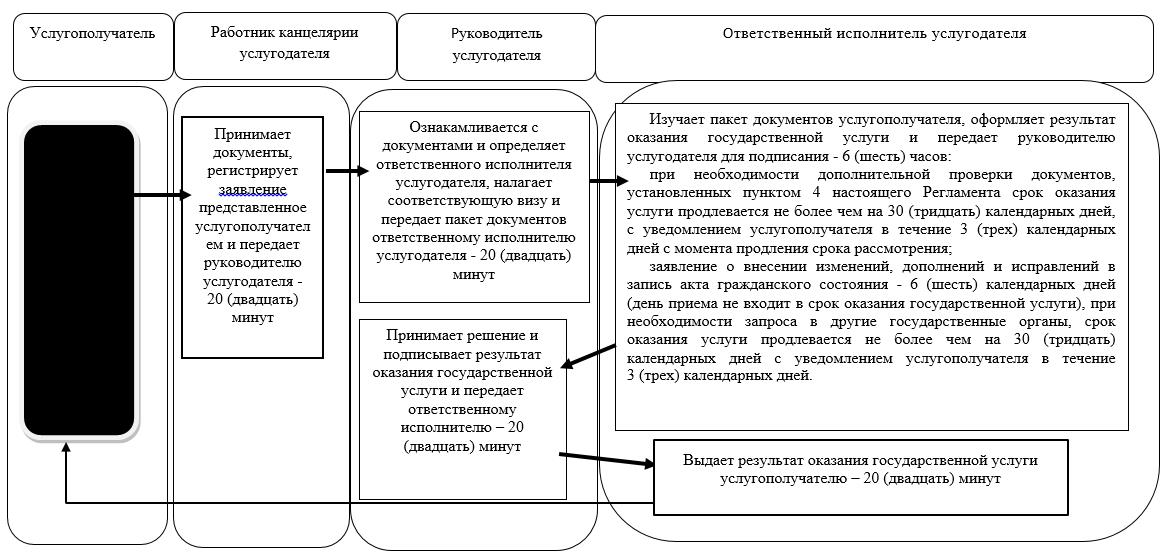 Услугополучатель
Работник канцелярии
услугодателя
Руководитель
услугодателя
Ответственный исполнитель услугодателя
Принимает
документы,
регистрирует
заявление
представленное
услугополучател
ем и передает
руководителю
услугодателя -
20 (двадцать)
минут
Ознакамливается с
документами и определяет
ответственного исполнителя
услугодателя, налагает
соответствующую визу и
передает пакет документов
ответственному исполнителю
услугодателя - 20 (двадцать)
минут
Изучает пакет документов услугополучателя, оформляет результат
оказания государственной услуги и передает руководителю
услугодателя для подписания - 6 (шесть) часов:
при необходимости дополнительной проверки документов,
установленных пунктом 4 настоящего Регламента срок оказания
услуги продлевается не более чем на 30 (тридцать) календарных дней,
с уведомлением услугополучателя в течение 3 (трех) календарных
дней с момента продления срока рассмотрения;
заявление о внесении изменений, дополнений и исправлений в
запись акта гражданского состояния - 6 (шесть) календарных дней
(день приема не входит в срок оказания государственной услуги), при
необходимости запроса в другие государственные органы, срок
оказания услуги продлевается не более чем на 30 (тридцать)
календарных дней с уведомлением услугополучателя в течение
3 (трех) календарных дней.
Принимает решение и
подписывает результат
оказания государственной
услуги и передает
ответственному
исполнителю – 20
(двадцать) минут
Выдает результат оказания государственной услуги
услугополучателю – 20 (двадцать) минут